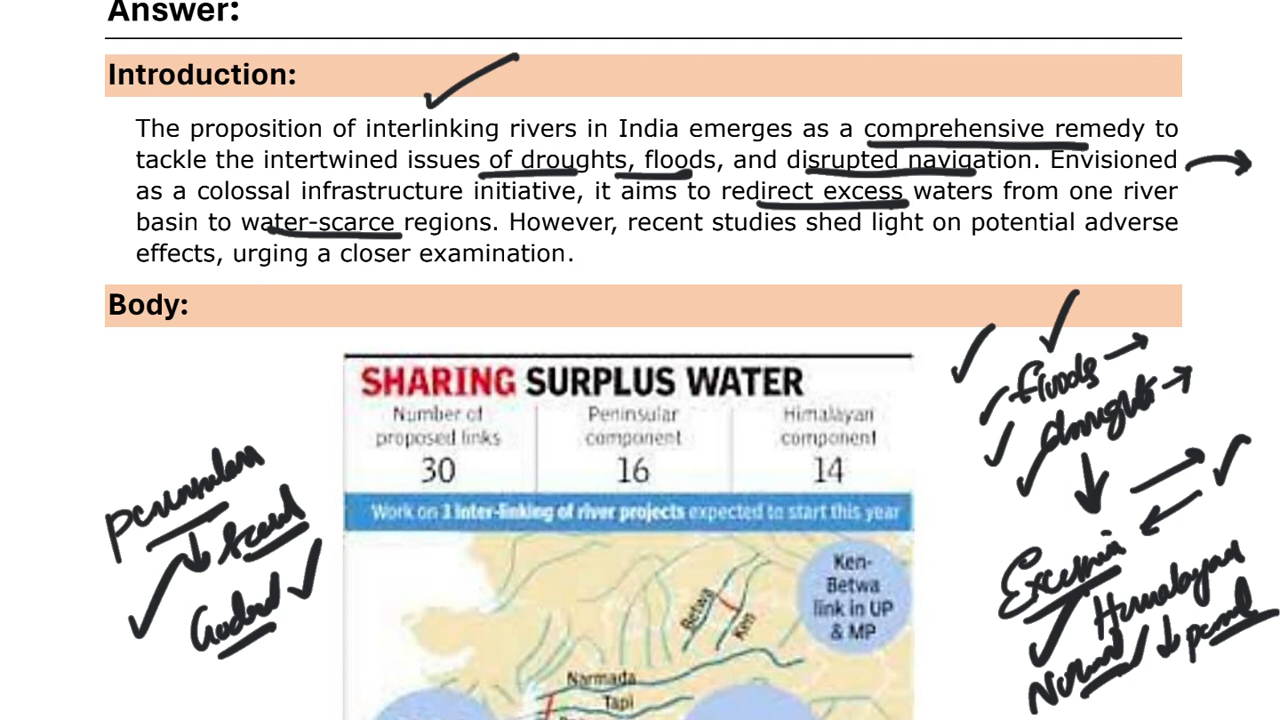 Answer:
Introduction:
The proposition of interlinking rivers in India emerges as a comprehensive remedy to
tackle the intertwined issues of droughts, floods, and disrupted navigation. Envisioned
as a colossal infrastructure initiative, it aims to redirect excess waters from one river
basin to water-scarce regions. However, recent studies shed light on potential adverse
effects, urging a closer examination.
Body:
SHARING SURPLUS WATER
Number of
proposed links
30
Peninsular
component
16
Himalayan
component
14
Work on 3 inter-linking of river projects expected to start this year
Ken-
Betwa
link in UP
& MP
Betwa
Ken
Narmada
Tapi
floods
droughts
Himalayan